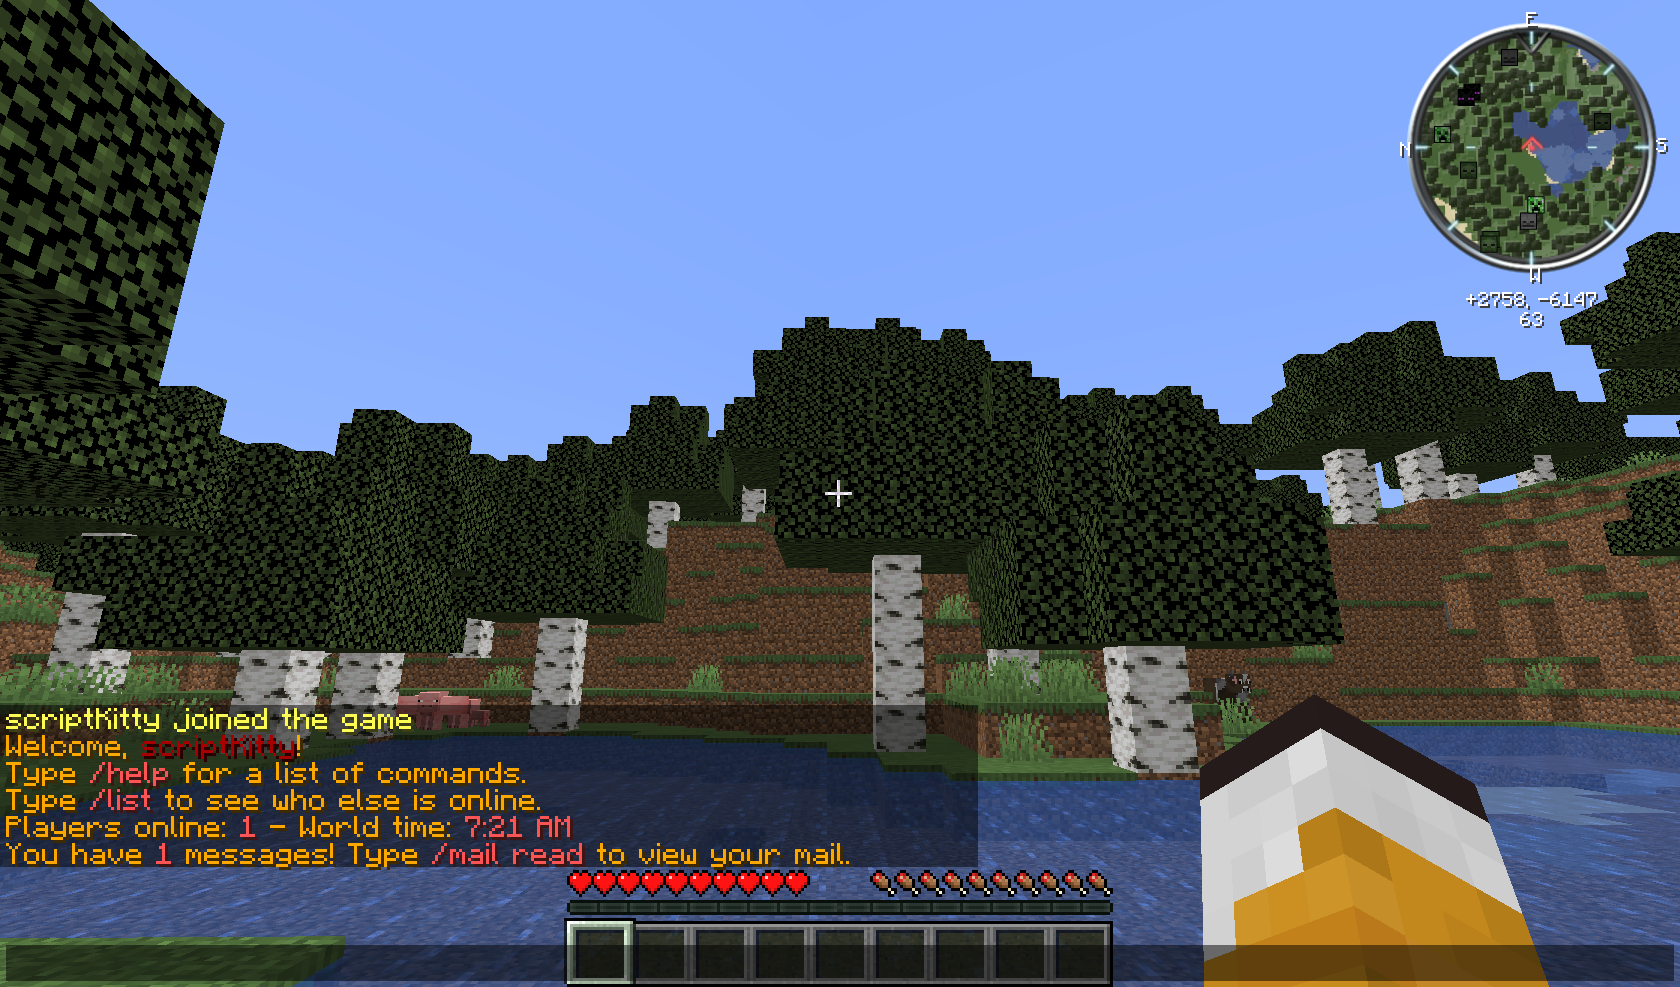 E
N
S
W
+2758, -6147
63
scriptKitty joined the game
Welcome, scriptKitty!
Type /help for a list of commands.
Type /list to see who else is online.
Players online: 1 - World time: 7:21 AM
You have 1 messages! Type /mail read to view your mail.